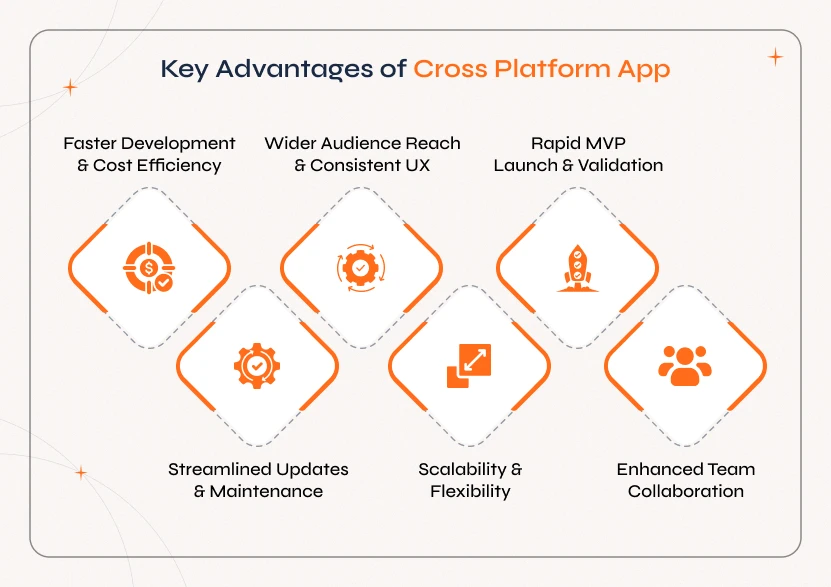 Key Advantages of Cross Platform App
Faster Development
& Cost Efficiency
Wider Audience Reach
& Consistent UX
Rapid MVP
Launch & Validation
$
Streamlined Updates
& Maintenance
Scalability &
Flexibility
Enhanced Team
Collaboration